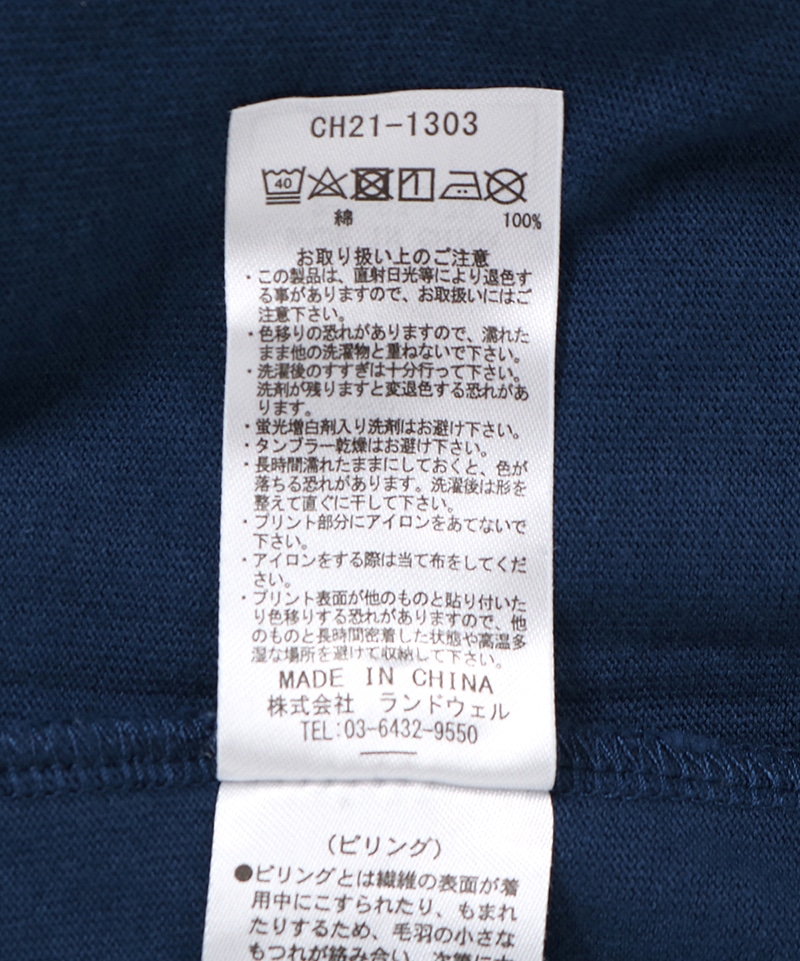 CH21-1303
40
綿 100%
お取り扱い上のご注意
・この製品は、直射日光等により退色す
る事がありますので、お取扱いにはご
注意下さい。
・色移りの恐れがありますので、濡れた
まま他の洗濯物と重ねないで下さい。
・洗濯後のすすぎは十分行って下さい。
洗剤が残りますと変退色する恐れがあ
ります。
・蛍光増白剤入り洗剤はお避け下さい。
・タンブラー乾燥はお避け下さい。
・長時間濡れたままにしておくと、色が
落ちる恐れがあります。洗濯後は形を
整えて直ぐに干して下さい。
・プリント部分にアイロンをあてないで
下さい。
・アイロンをする際は当て布をしてくだ
さい。
・プリント表面が他のものと貼り付いた
り色移りする恐れがありますので、他
のものと長時間密着した状態や高温多
湿な場所を避けて収納して下さい。
MADE IN CHINA
株式会社 ランドウェル
TEL:03-6432-9550
(ピリング)
●ピリングとは繊維の表面が着
用中にこすられたり、もまれ
たりするため、毛羽の小さな
もつれが絡み合い、次第に